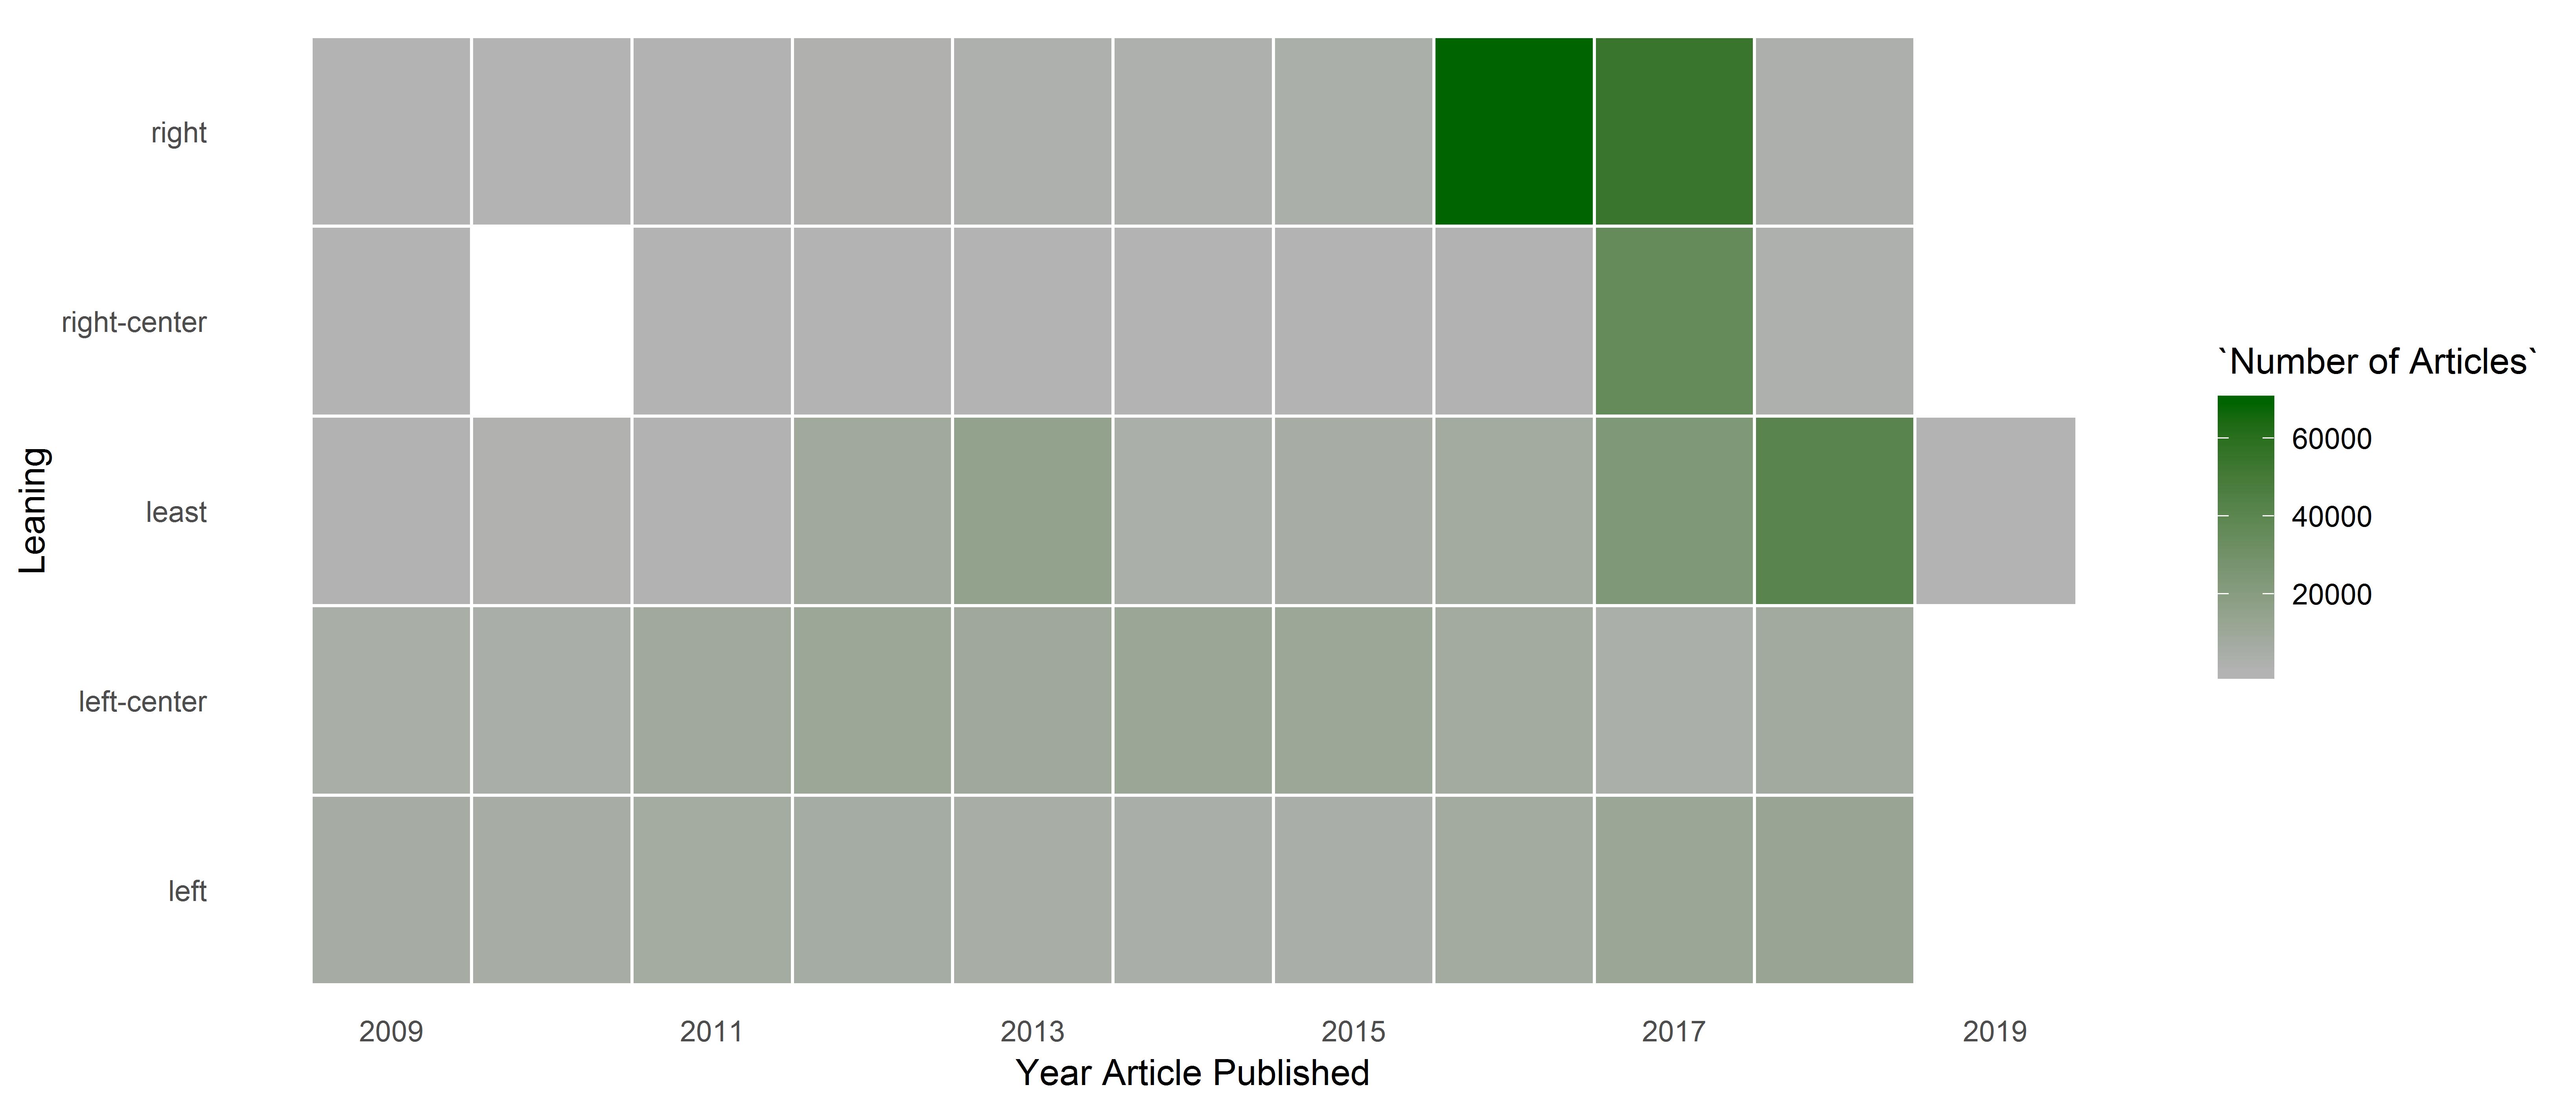 right
right-center
least
left-center
left
Leaning
2009
2011
2013
2015
2017
2019
Year Article Published
`Number of Articles`
60000
40000
20000